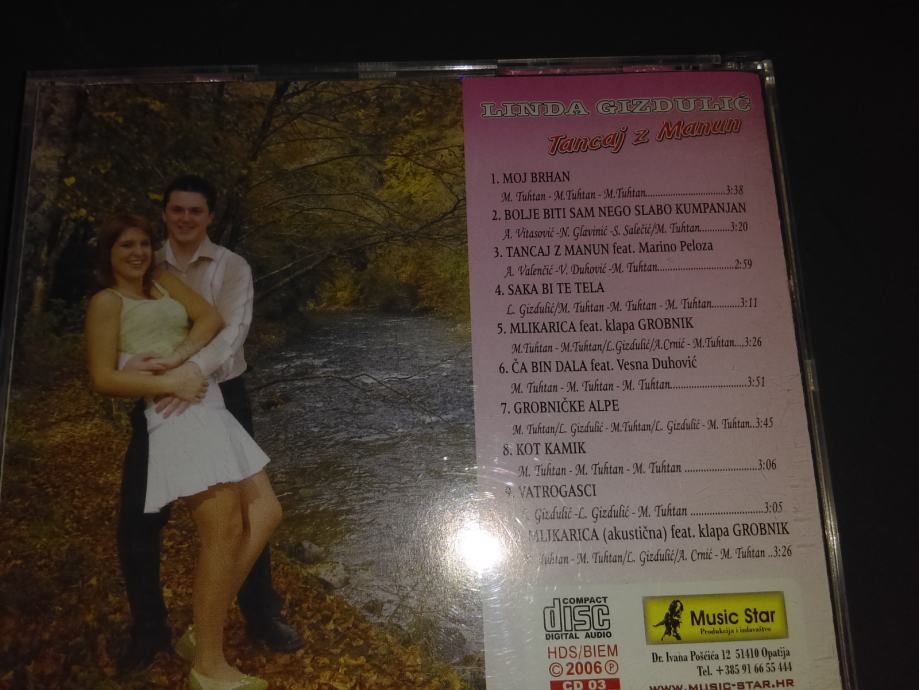 LINDA GIZDULIĆ
Tancaj z Manun
1. MOJ BRHAN
M. Tuhtan - M.Tuhtan - M.Tuhtan...........................3:38
2. BOLJE BITI SAM NEGO SLABO KUMPANJAN
A. Vitasović -N. Glavinić -S. Salečić/M. Tuhtan..........3:20
3. TANCAJ Z MANUN feat. Marino Peloza
A. Valenčić -V. Duhović -M. Tuhtan.........................2:59
4. SAKA BI TE TELA
L. Gizdulić/M. Tuhtan -M. Tuhtan - M. Tuhtan..........3:11
5. MLIKARICA feat. klapa GROBNIK
M.Tuhtan - M.Tuhtan/L.Gizdulić/A.Crnić - M.Tuhtan....3:26
6. ČA BIN DALA feat. Vesna Duhović
M. Tuhtan - M. Tuhtan - M. Tuhtan.........................3:51
7. GROBNIČKE ALPE
M. Tuhtan/L. Gizdulić - M.Tuhtan/L. Gizdulić - M. Tuhtan..3:45
8. KOT KAMIK
M. Tuhtan - M. Tuhtan - M. Tuhtan ........................3:06
9. VATROGASCI
Gizdulić -L. Gizdulić - M. Tuhtan ........................3:05
MLIKARICA (akustična) feat. klapa GROBNIK
- M. Tuhtan/L. Gizdulić/A. Crnić - M. Tuhtan ..3:26
COMPACT
disc
DIGITAL AUDIO
HDS/BIEM
©2006℗
CD 03
Music Star
Produkcija i izdavaštvo
Dr. Ivana Pošćića 12 51410 Opatija
Tel. +385 91 66 55 444
WWW.MUSIC-STAR.HR